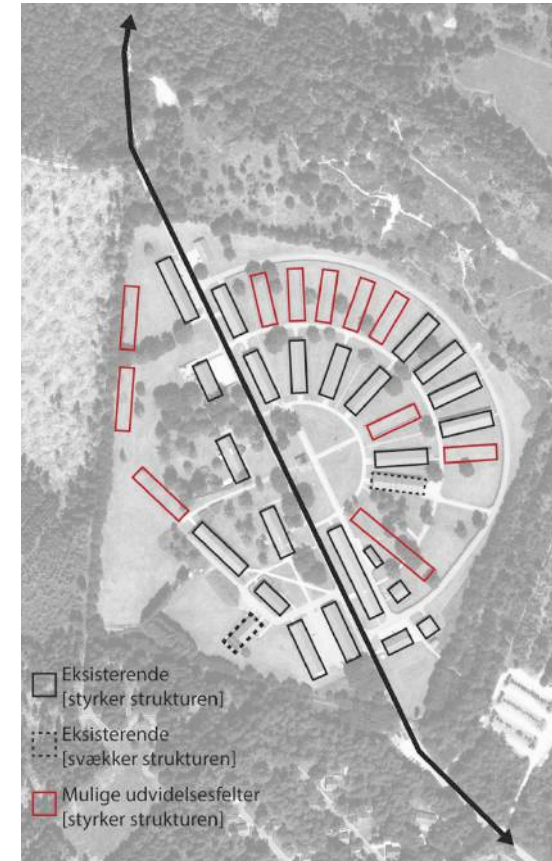 Eksisterende
[styrker strukturen]
Eksisterende
[svækker strukturen]
Mulige udvidelsesfelter
[styrker strukturen]